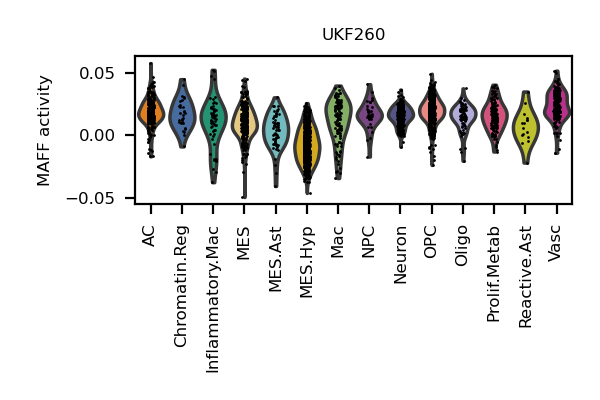 UKF260
MAFF activity
0.05
0.00
−0.05
AC
Chromatin.Reg
Inflammatory.Mac
MES
MES.Ast
MES.Hyp
Mac
NPC
Neuron
OPC
Oligo
Prolif.Metab
Reactive.Ast
Vasc